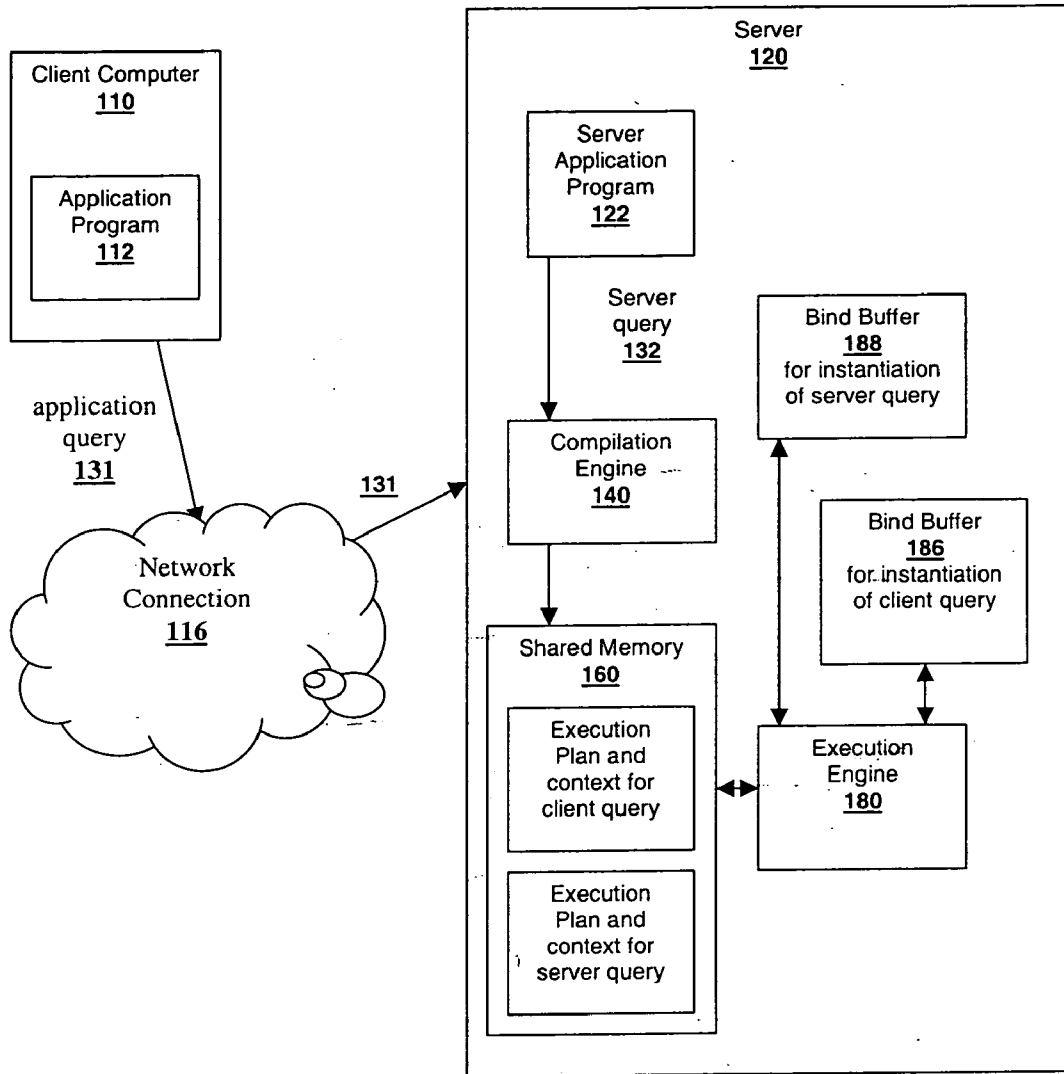 Client Computer
110
Application
Program
112
application
query
131
Network
Connection
116
131
Server
120
Server
Application
Program
122
Server
query
132
Compilation
Engine
140
Shared Memory
160
Execution
Plan and
context for
client query
Execution
Plan and
context for
server query
Bind Buffer
188
for instantiation
of server query
Bind Buffer
186
for instantiation
of client query
Execution
Engine
180